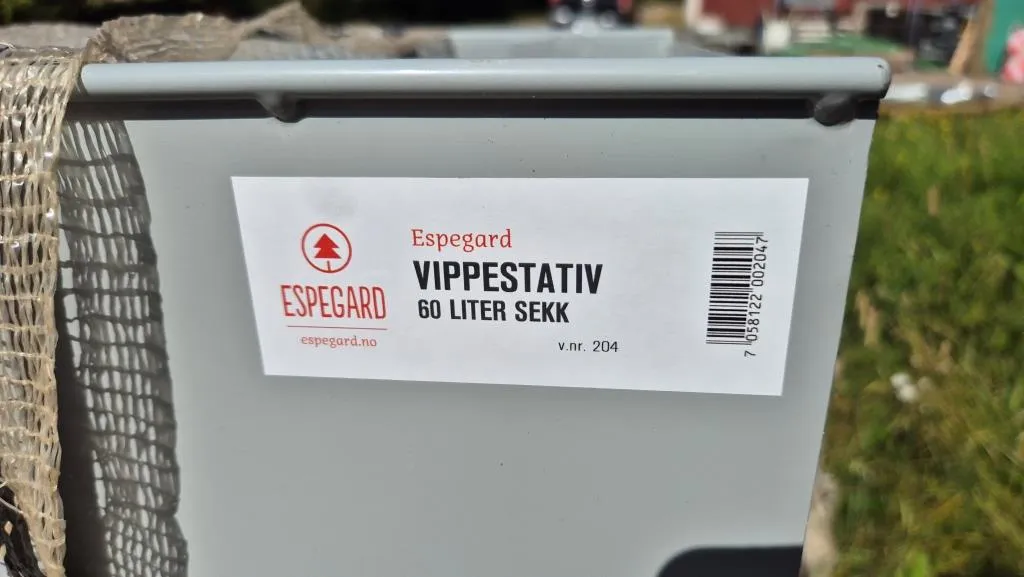 ESPEGARD
espegard.no
Espegard
VIPPESTATIV
60 LITER SEKK
v.nr. 204
7 058122 002047